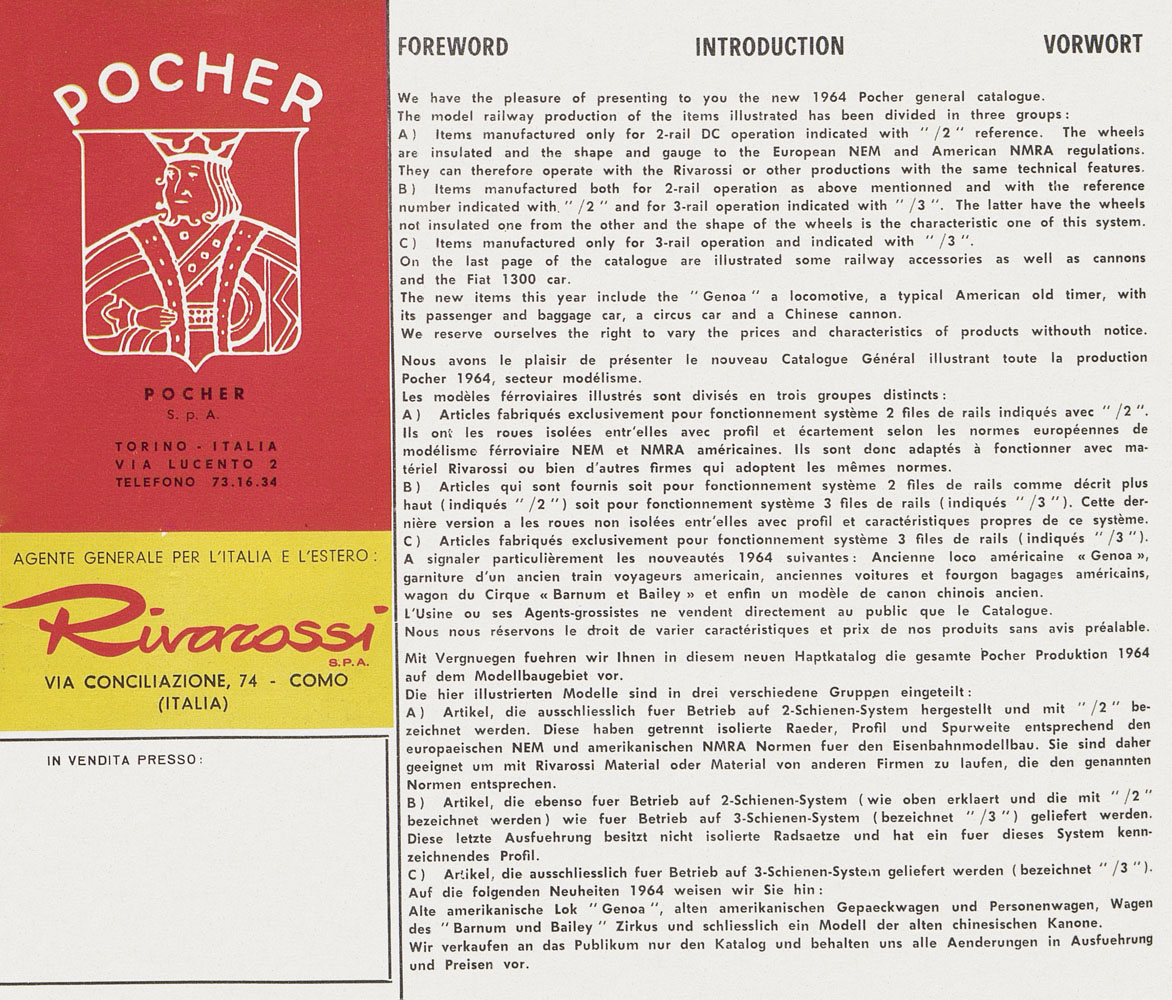 POCHER
POCHER
S. p. A.
TORINO - ITALIA
VIA LUCENTO 2
TELEFONO 73.16.34
AGENTE GENERALE PER L'ITALIA E L'ESTERO :
Rivarossi
S.P.A.
VIA CONCILIAZIONE, 74 - COMO
(ITALIA)
IN VENDITA PRESSO:
FOREWORD INTRODUCTION VORWORT
We have the pleasure of presenting to you the new 1964 Pocher general catalogue.
The model railway production of the items illustrated has been divided in three groups :
A ) Items manufactured only for 2-rail DC operation indicated with " /2 " reference. The wheels
are insulated and the shape and gauge to the European NEM and American NMRA regulations.
They can therefore operate with the Rivarossi or other productions with the same technical features.
B ) Items manufactured both for 2-rail operation as above mentionned and with the reference
number indicated with " /2 " and for 3-rail operation indicated with " /3 ". The latter have the wheels
not insulated one from the other and the shape of the wheels is the characteristic one of this system.
C ) Items manufactured only for 3-rail operation and indicated with " /3 ".
On the last page of the catalogue are illustrated some railway accessories as well as cannons
and the Fiat 1300 car.
The new items this year include the " Genoa " a locomotive, a typical American old timer, with
its passenger and baggage car, a circus car and a Chinese cannon.
We reserve ourselves the right to vary the prices and characteristics of products withouth notice.
Nous avons le plaisir de présenter le nouveau Catalogue Général illustrant toute la production
Pocher 1964, secteur modélisme.
Les modèles férroviaires illustrés sont divisés en trois groupes distincts :
A ) Articles fabriqués exclusivement pour fonctionnement système 2 files de rails indiqués avec " /2 ".
Ils ont les roues isolées entr'elles avec profil et écartement selon les normes européennes de
modélisme férroviaire NEM et NMRA américaines. Ils sont donc adaptés à fonctionner avec ma-
tériel Rivarossi ou bien d'autres firmes qui adoptent les mêmes normes.
B ) Articles qui sont fournis soit pour fonctionnement système 2 files de rails comme décrit plus
haut ( indiqués " /2 " ) soit pour fonctionnement système 3 files de rails ( indiqués " /3 " ). Cette der-
nière version a les roues non isolées entr'elles avec profil et caractéristiques propres de ce système.
C ) Articles fabriqués exclusivement pour fonctionnement système 3 files de rails ( indiqués " /3 ").
A signaler particulièrement les nouveautés 1964 suivantes : Ancienne loco américaine « Genoa »,
garniture d'un ancien train voyageurs americain, anciennes voitures et fourgon bagages américains,
wagon du Cirque « Barnum et Bailey » et enfin un modèle de canon chinois ancien.
L'Usine ou ses Agents-grossistes ne vendent directement au public que le Catalogue.
Nous nous réservons le droit de varier caractéristiques et prix de nos produits sans avis préalable.
Mit Vergnuegen fuehren wir Ihnen in diesem neuen Haptkatalog die gesamte Pocher Produktion 1964
auf dem Modellbaugebiet vor.
Die hier illustrierten Modelle sind in drei verschiedene Gruppen eingeteilt :
A ) Artikel, die ausschliesslich fuer Betrieb auf 2-Schienen-System hergestellt und mit " /2 " be-
zeichnet werden. Diese haben getrennt isolierte Raeder, Profil und Spurweite entsprechend den
europaeischen NEM und amerikanischen NMRA Normen fuer den Eisenbahnmodellbau. Sie sind daher
geeignet um mit Rivarossi Material oder Material von anderen Firmen zu laufen, die den genannten
Normen entsprechen.
B ) Artikel, die ebenso fuer Betrieb auf 2-Schienen-System ( wie oben erklaert und die mit " /2 "
bezeichnet werden ) wie fuer Betrieb auf 3-Schienen-System ( bezeichnet " /3 " ) geliefert werden.
Diese letzte Ausfuehrung besitzt nicht isolierte Radsaetze und hat ein fuer dieses System kenn-
zeichnendes Profil.
C ) Artikel, die ausschliesslich fuer Betrieb auf 3-Schienen-System geliefert werden ( bezeichnet " /3 ").
Auf die folgenden Neuheiten 1964 weisen wir Sie hin :
Alte amerikanische Lok " Genoa ", alten amerikanischen Gepaeckwagen und Personenwagen, Wagen
des " Barnum und Bailey " Zirkus und schliesslich ein Modell der alten chinesischen Kanone.
Wir verkaufen an das Publikum nur den Katalog und behalten uns alle Aenderungen in Ausfuehrung
und Preisen vor.